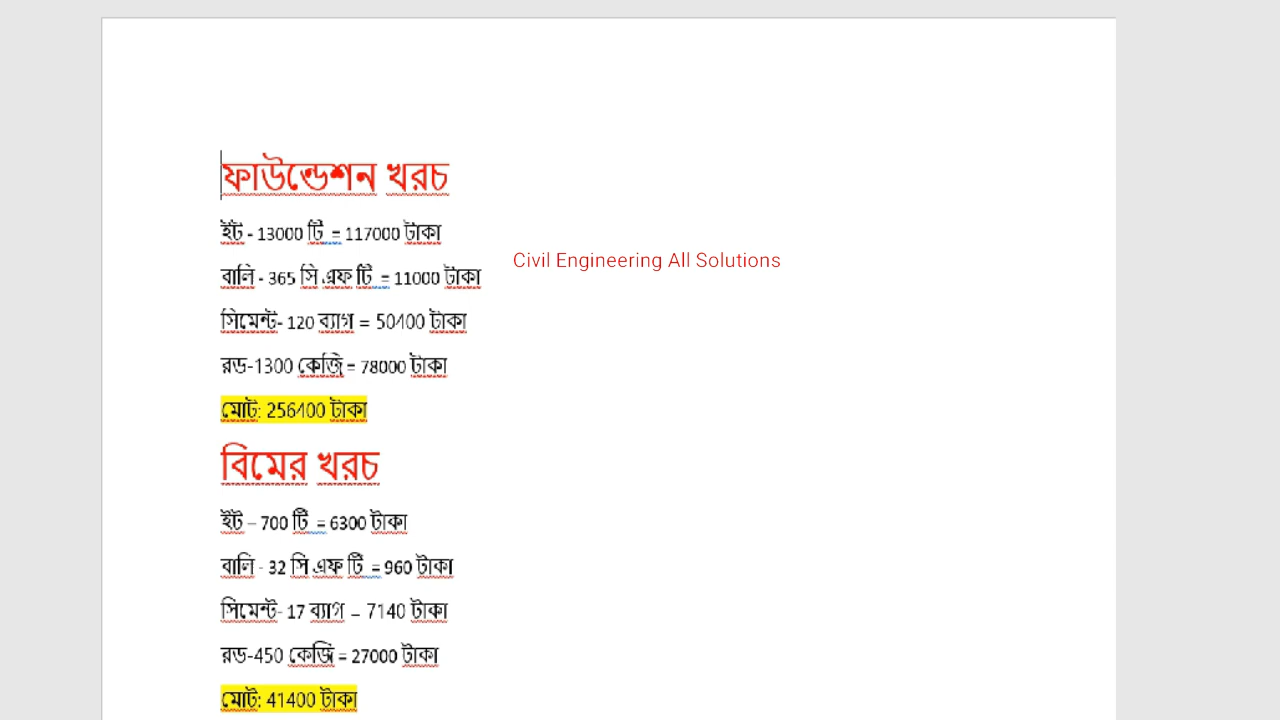 ফাউন্ডেশন খরচ
ইট - 13000 টি = 117000 টাকা
Civil Engineering All Solutions
বালি - 365 সি এফ টি = 11000 টাকা
সিমেন্ট- 120 ব্যাগ = 50400 টাকা
রড-1300 কেজি = 78000 টাকা
মোট: 256400 টাকা
বিমের খরচ
ইট – 700 টি = 6300 টাকা
বালি - 32 সি এফ টি = 960 টাকা
সিমেন্ট- 17 ব্যাগ = 7140 টাকা
রড-450 কেজি = 27000 টাকা
মোট: 41400 টাকা